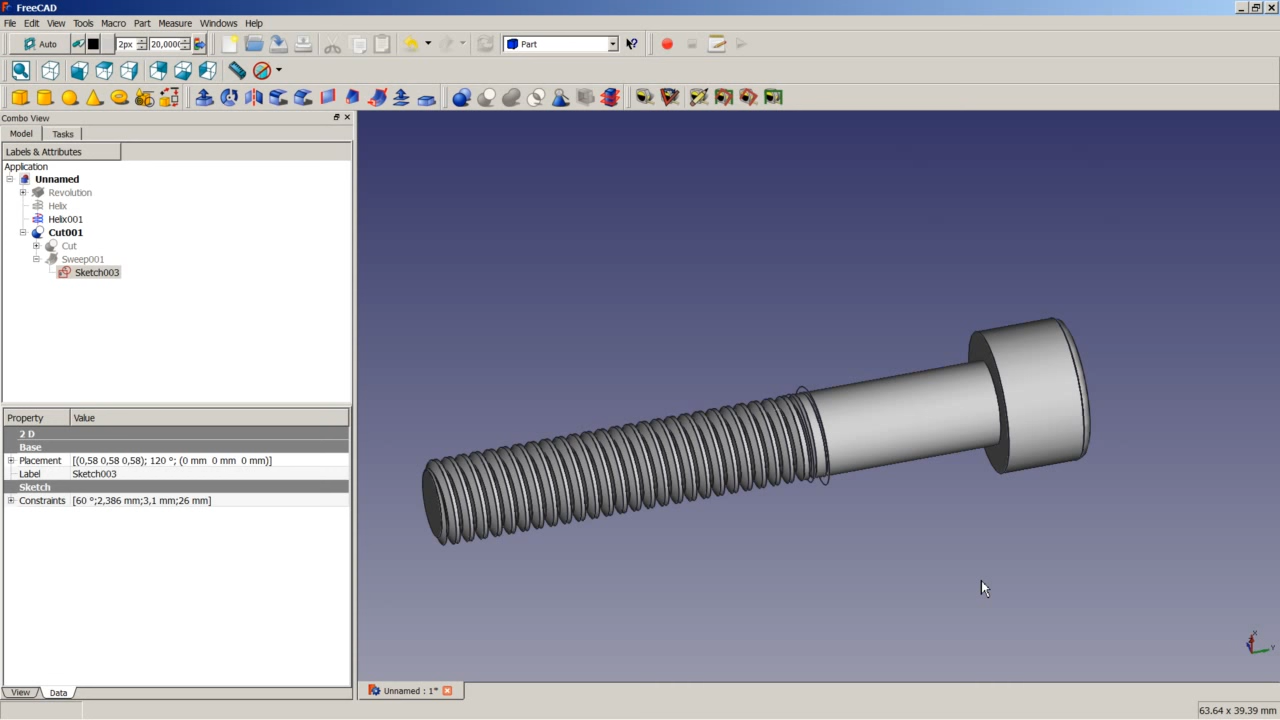 FreeCAD
File Edit View Tools Macro Part Measure Windows Help
Auto 2px 20,0000 Part
Combo View
Model Tasks
Labels & Attributes
Application
Unnamed
Revolution
Helix
Helix001
Cut001
Cut
Sweep001
Sketch003
Property Value
2 D
Base
Placement [(0,58 0,58 0,58); 120 °; (0 mm 0 mm 0 mm)]
Label Sketch003
Sketch
Constraints [60 °;2,386 mm;3,1 mm;26 mm]
X
Y
View Data
Unnamed : 1*
63.64 x 39.39 mm